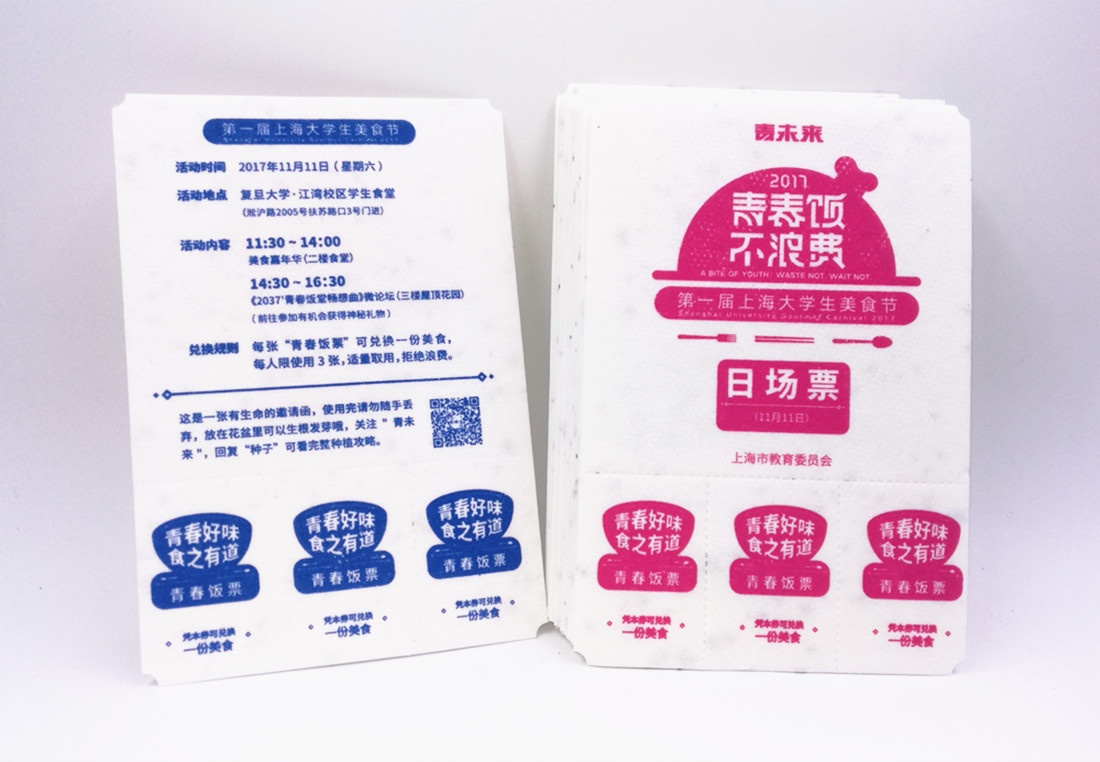 第一届上海大学生美食节
Shanghai University Gourmet Carnival 2017
活动时间 2017年11月11日（星期六）
活动地点 复旦大学·江湾校区学生食堂
（淞沪路2005号扶苏路口3号门进）
活动内容 11:30 ~ 14:00
美食嘉年华（二楼食堂）
14:30 ~ 16:30
《2037'青春饭堂畅想曲》微论坛（三楼屋顶花园）
（前往参加有机会获得神秘礼物）
兑换规则 每张“青春饭票”可兑换一份美食，
每人限使用 3 张，适量取用，拒绝浪费。
这是一张有生命的邀请函，使用完请勿随手丢
弃，放在花盆里可以生根发芽哦，关注＂青未
来＂，回复“种子”可看完整种植攻略。
青春好味
食之有道
青春饭票
凭本券可兑换
一份美食
青春好味
食之有道
青春饭票
凭本券可兑换
一份美食
青春好味
食之有道
青春饭票
凭本券可兑换
一份美食
青未来
2017
青春饭
不浪费
A BITE OF YOUTH: WASTE NOT, WAIT NOT.
第一届上海大学生美食节
Shanghai University Gourmet Carnival 2017
日场票
（11月11日）
上海市教育委员会
青春好味
食之有道
青春饭票
凭本券可兑换
一份美食
青春好味
食之有道
青春饭票
凭本券可兑换
一份美食
青春好味
食之有道
青春饭票
凭本券可兑换
一份美食